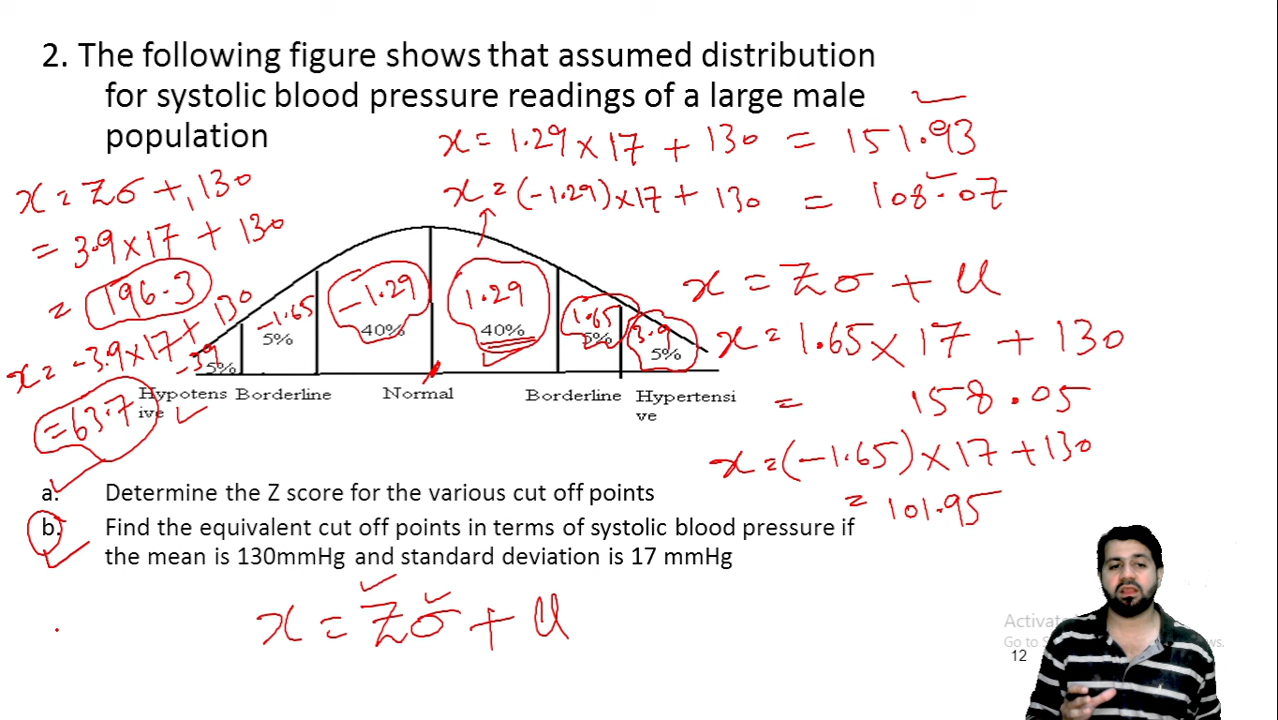 2. The following figure shows that assumed distribution
for systolic blood pressure readings of a large male
population
x = 1.29 × 17 + 130 = 151.93
x = (-1.29) × 17 + 130 = 108.07
x = Zσ + 130
= 3.9 × 17 + 130
= 196.3
x = -3.9 × 17 + 130
= 63.7
x = Zσ + u
x = 1.65 × 17 + 130
= 158.05
x = (-1.65) × 17 + 130
= 101.95
-3.9 -1.65 -1.29 1.29 1.65 3.9
5% 5% 40% 40% 5% 5%
Hypotens Borderline Normal Borderline Hypertensi
ive ve
a. Determine the Z score for the various cut off points
b. Find the equivalent cut off points in terms of systolic blood pressure if
the mean is 130mmHg and standard deviation is 17 mmHg
x = Zσ + u
12